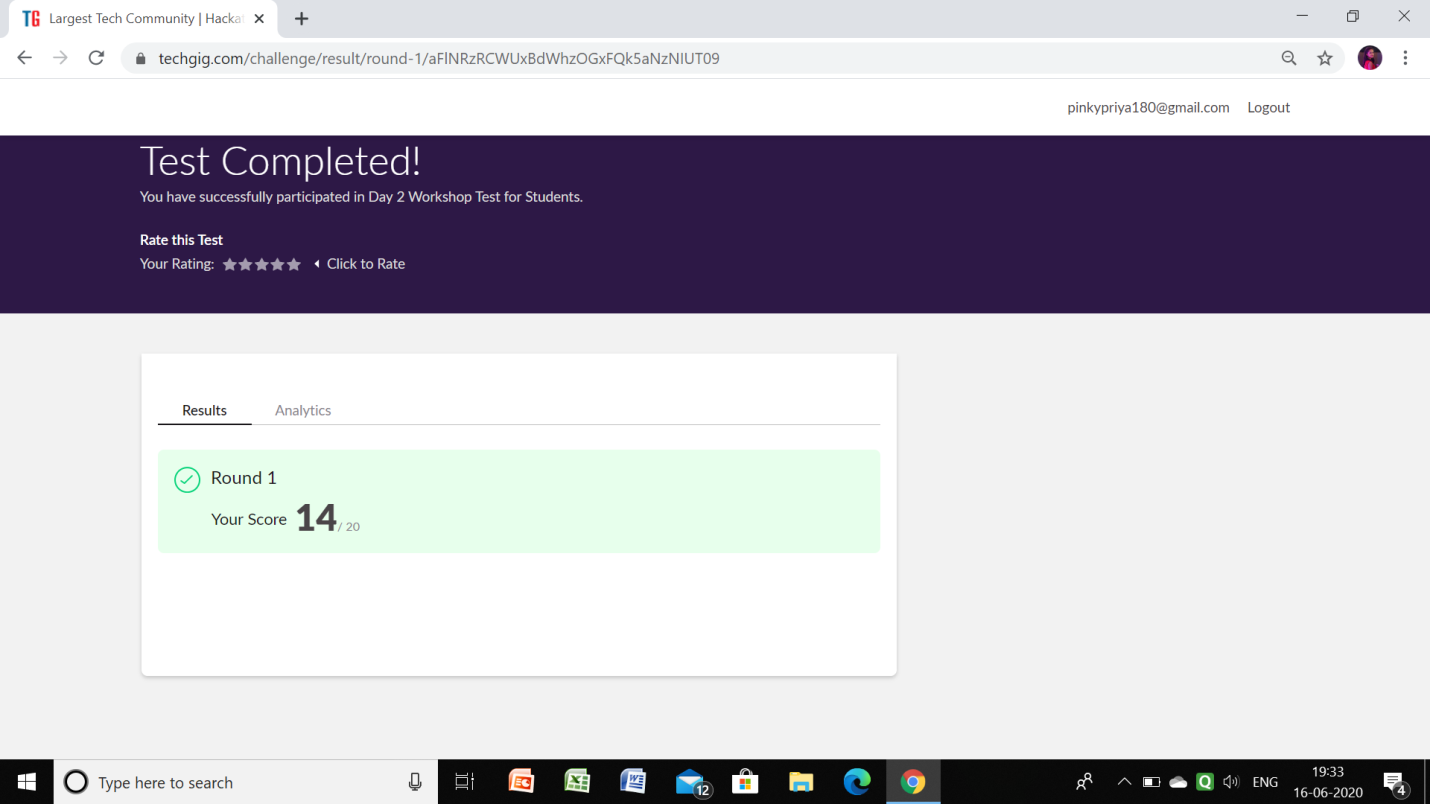 TG Largest Tech Community | Hacka
techgig.com/challenge/result/round-1/aFlNRzRCWUxBdWhzOGxFQk5aNzNIUT09
pinkypriya180@gmail.com Logout
Test Completed!
You have successfully participated in Day 2 Workshop Test for Students.
Rate this Test
Your Rating: Click to Rate
Results Analytics
Round 1
Your Score 14 / 20
Type here to search
12
ENG
19:33
16-06-2020
4